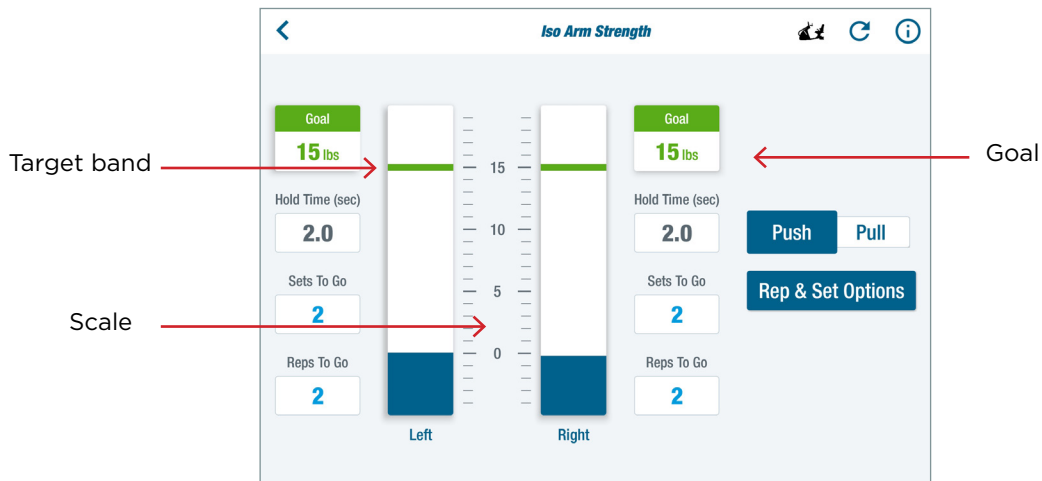 Iso Arm Strength
Goal
15 lbs
Goal
15 lbs
Target band
Goal
15
Hold Time (sec)
2.0
Hold Time (sec)
2.0
10
Push
Pull
Sets To Go
2
Sets To Go
2
5
Rep & Set Options
Scale
0
Reps To Go
2
Reps To Go
2
Left
Right